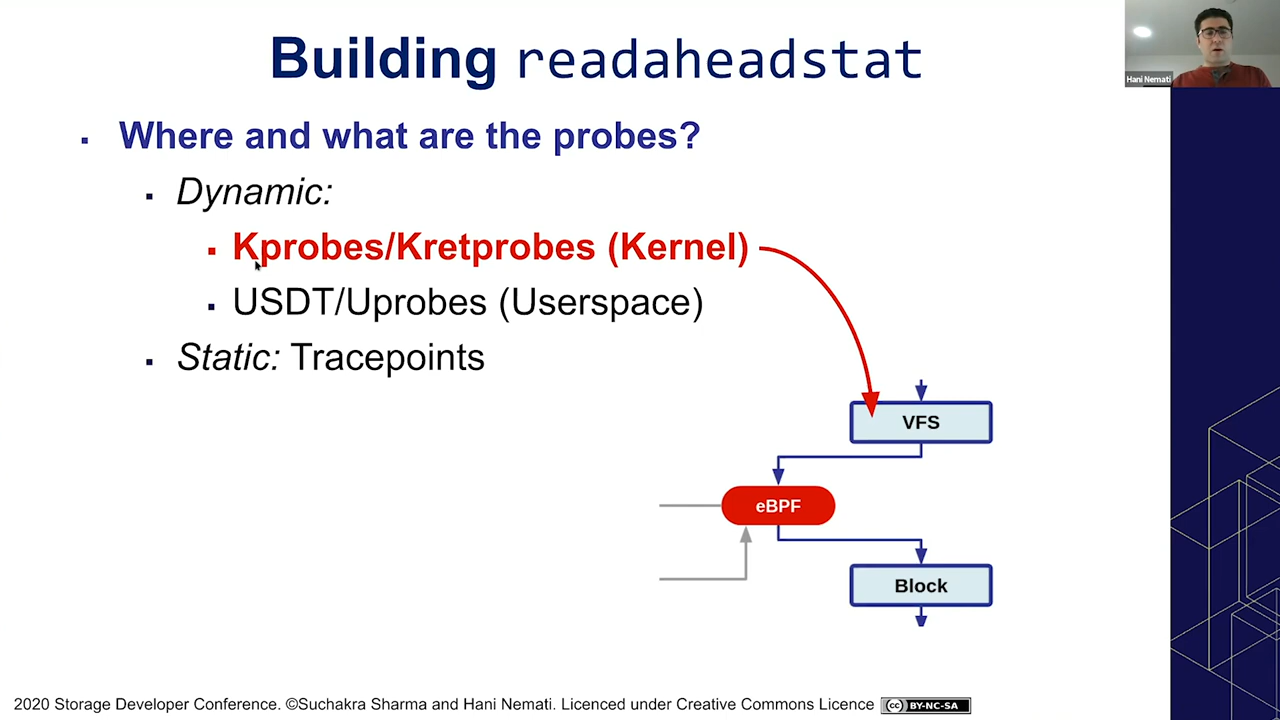 Building readaheadstat
Hani Nemati
Where and what are the probes?
Dynamic:
Kprobes/Kretprobes (Kernel)
USDT/Uprobes (Userspace)
Static: Tracepoints
VFS
eBPF
Block
2020 Storage Developer Conference. ©Suchakra Sharma and Hani Nemati. Licenced under Creative Commons Licence
cc BY-NC-SA